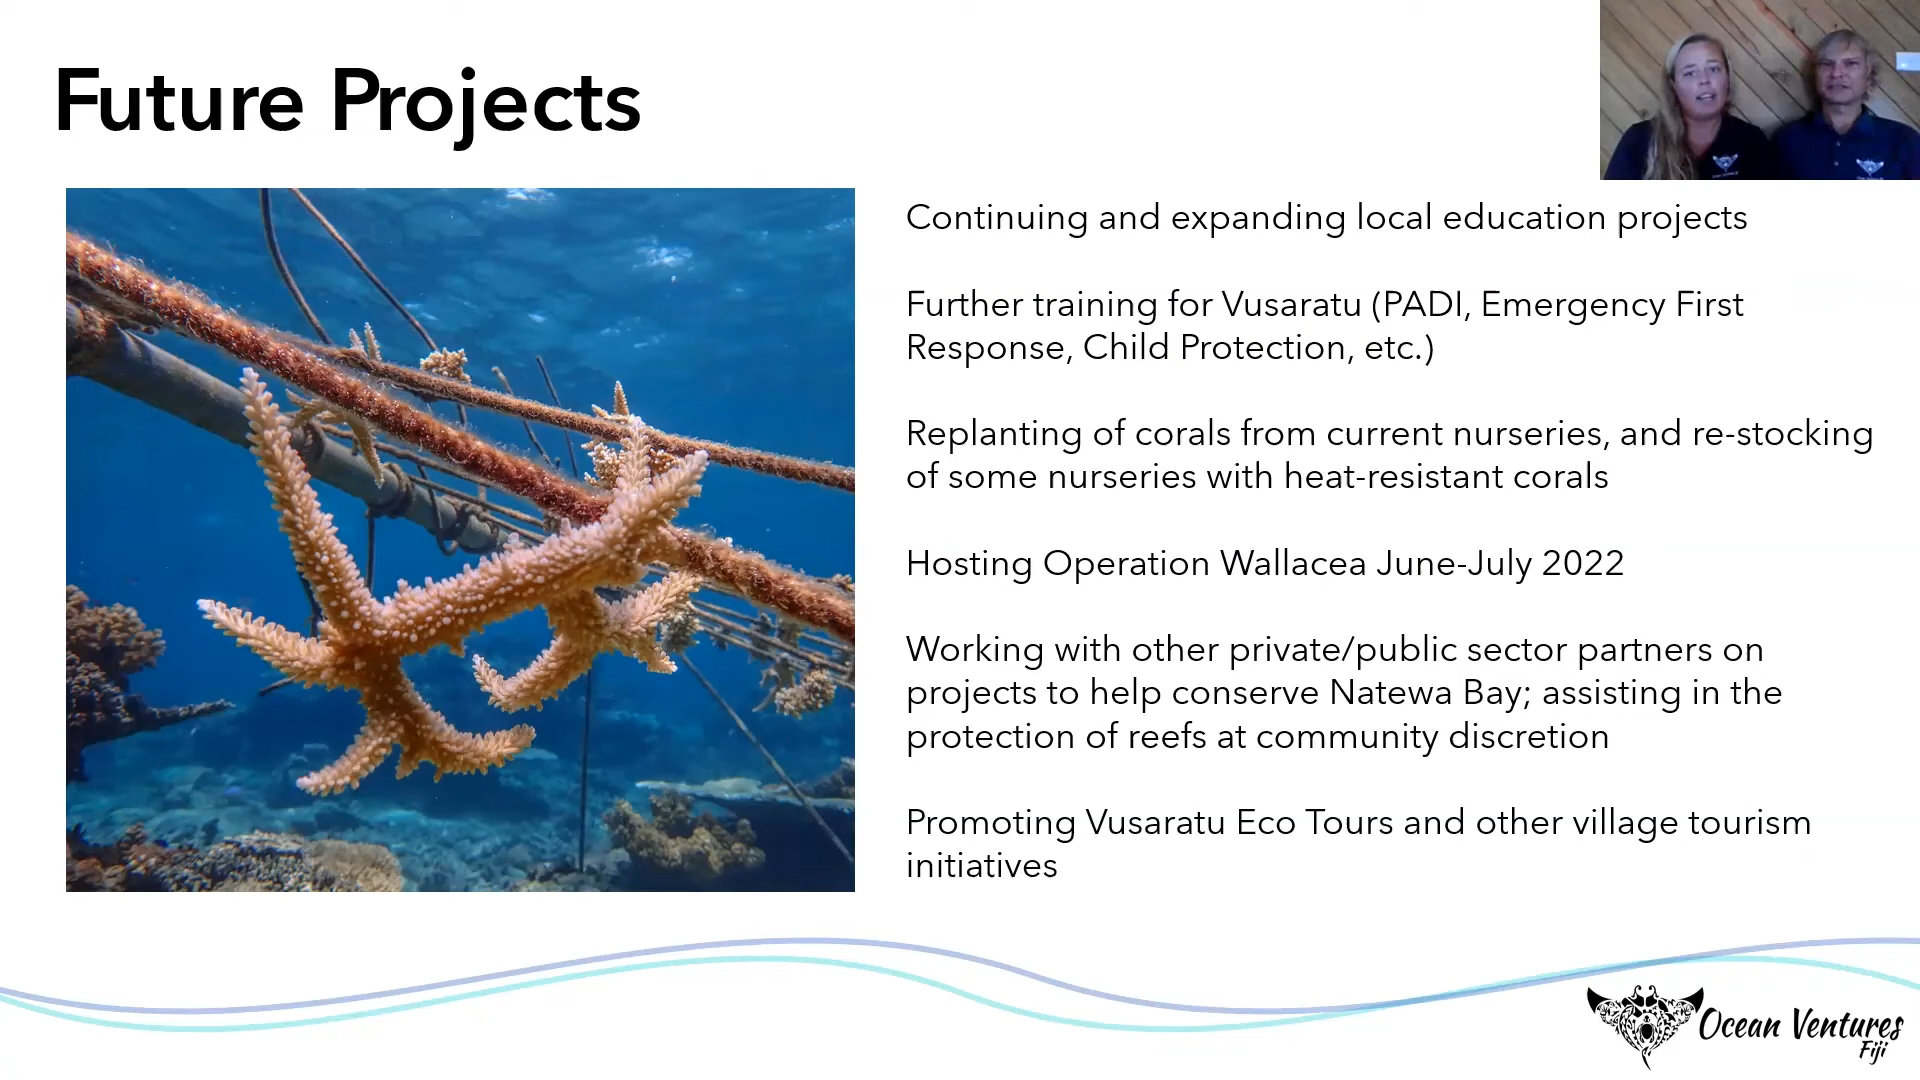 Future Projects
Continuing and expanding local education projects
Further training for Vusaratu (PADI, Emergency First
Response, Child Protection, etc.)
Replanting of corals from current nurseries, and re-stocking
of some nurseries with heat-resistant corals
Hosting Operation Wallacea June-July 2022
Working with other private/public sector partners on
projects to help conserve Natewa Bay; assisting in the
protection of reefs at community discretion
Promoting Vusaratu Eco Tours and other village tourism
initiatives
Ocean Ventures
Fiji